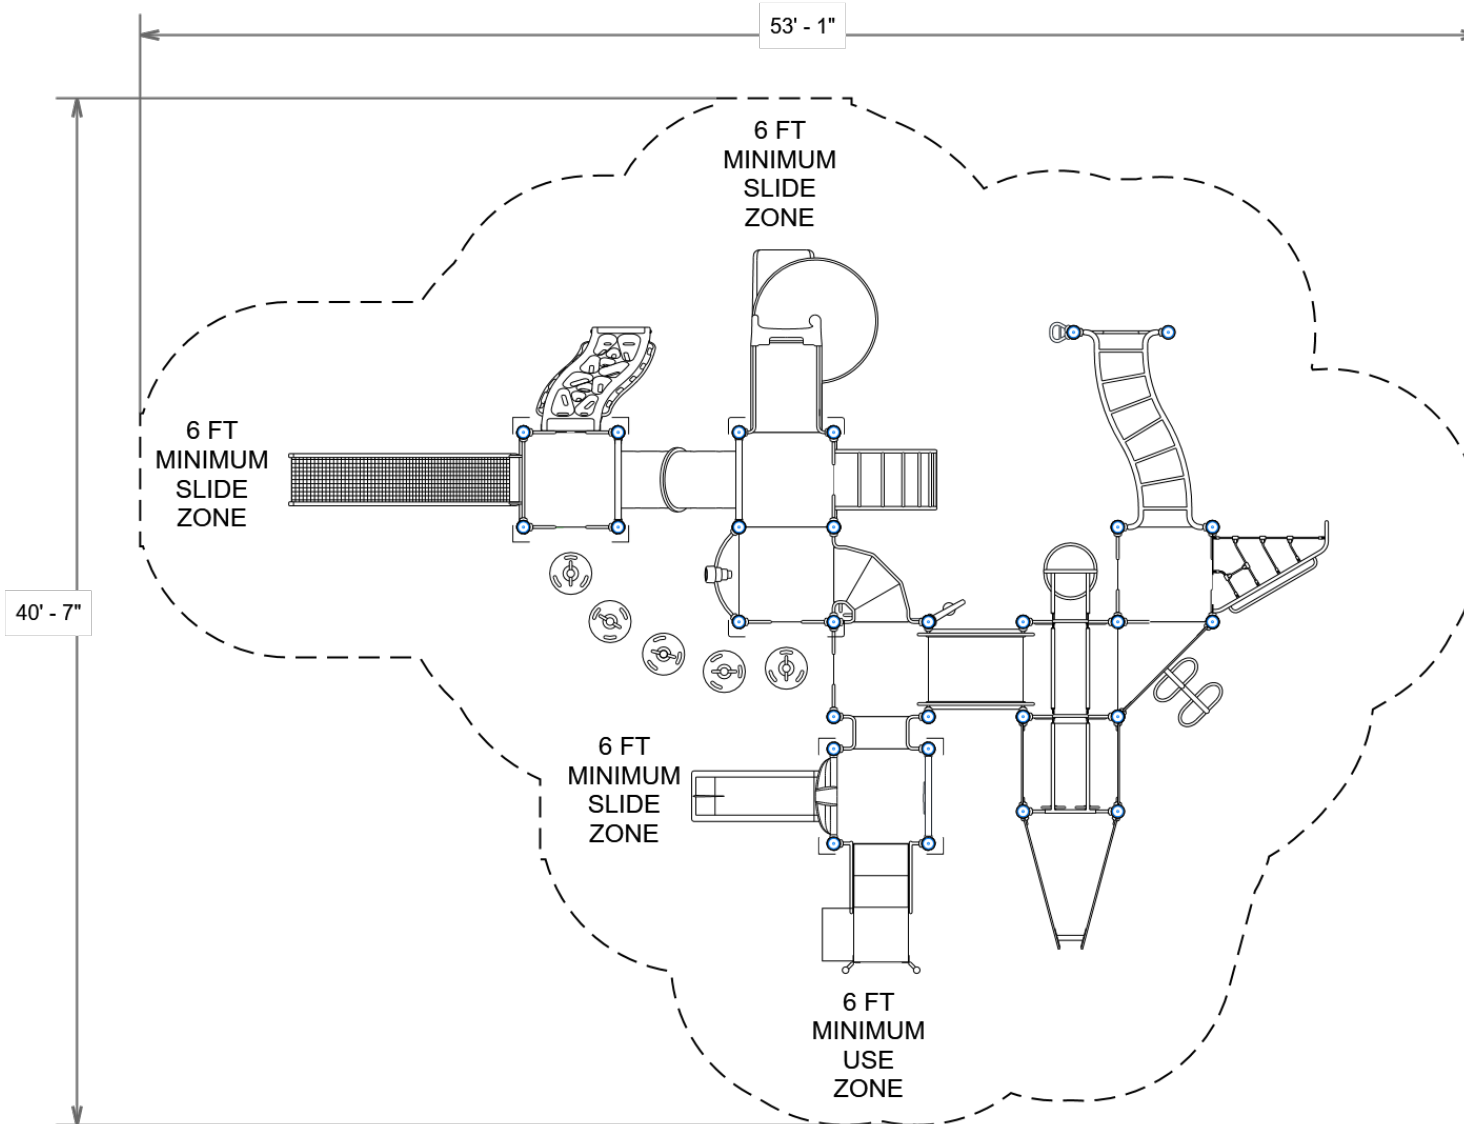 53' - 1"
6 FT
MINIMUM
SLIDE
ZONE
6 FT
MINIMUM
SLIDE
ZONE
40' - 7"
6 FT
MINIMUM
SLIDE
ZONE
6 FT
MINIMUM
USE
ZONE